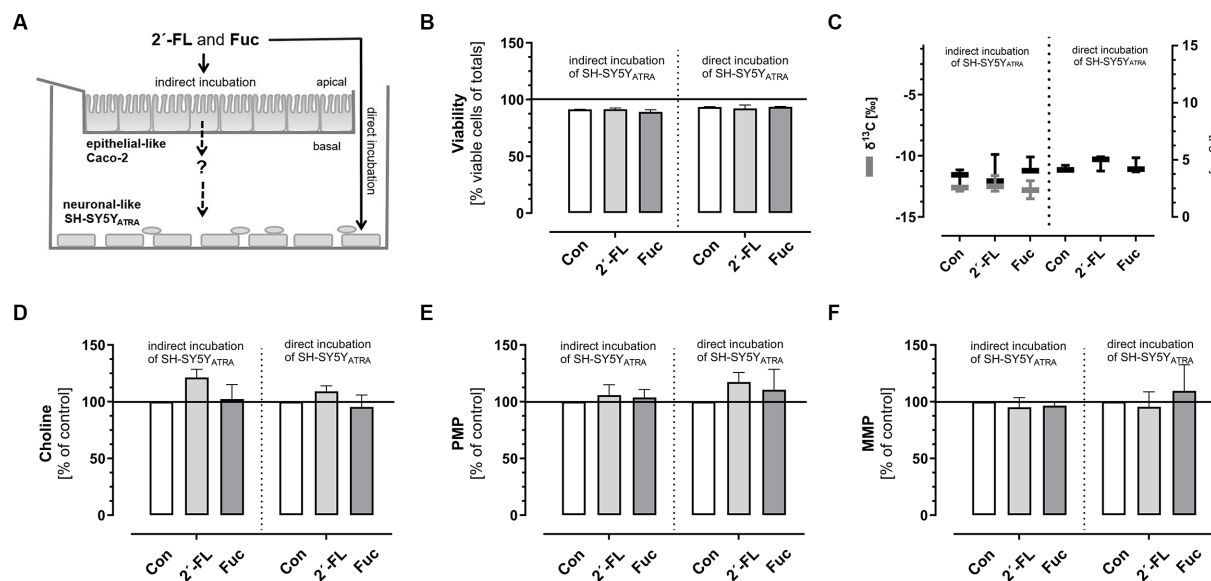 A
2´-FL and Fuc
indirect incubation
apical
basal
epithelial-like
Caco-2
?
direct incubation
neuronal-like
SH-SY5YATRA
B
Viability
[% viable cells of totals]
150
100
50
0
indirect incubation
of SH-SY5YATRA
direct incubation
of SH-SY5YATRA
Con
2´-FL
Fuc
Con
2´-FL
Fuc
C
δ13C [‰]
-5
-10
-15
indirect incubation
of SH-SY5YATRA
direct incubation
of SH-SY5YATRA
15
10
5
0
Con
2´-FL
Fuc
Con
2´-FL
Fuc
D
Choline
[% of control]
150
100
50
0
indirect incubation
of SH-SY5YATRA
direct incubation
of SH-SY5YATRA
Con
2´-FL
Fuc
Con
2´-FL
Fuc
E
PMP
[% of control]
150
100
50
0
indirect incubation
of SH-SY5YATRA
direct incubation
of SH-SY5YATRA
Con
2´-FL
Fuc
Con
2´-FL
Fuc
F
MMP
[% of control]
150
100
50
0
indirect incubation
of SH-SY5YATRA
direct incubation
of SH-SY5YATRA
Con
2´-FL
Fuc
Con
2´-FL
Fuc